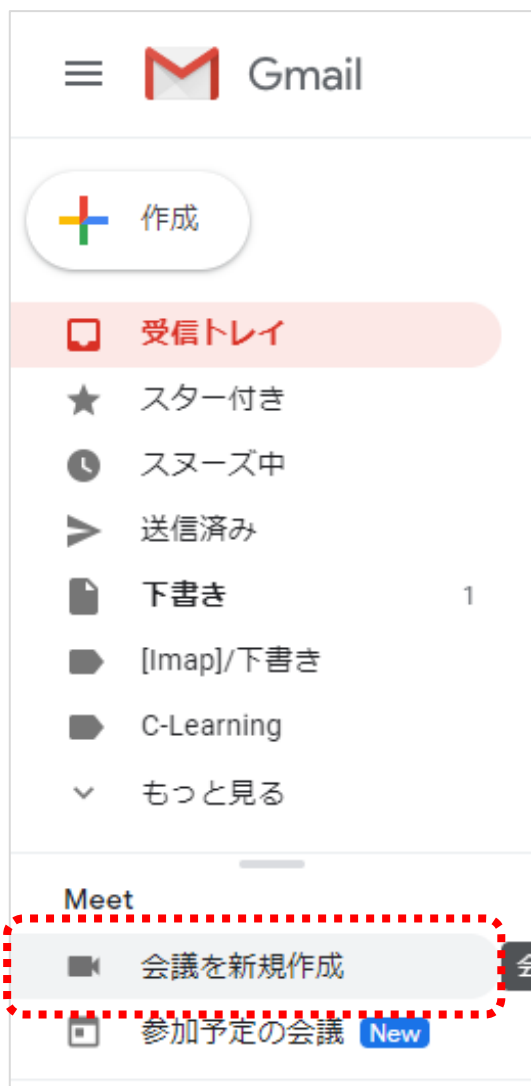 Gmail
作成
受信トレイ
スター付き
スヌーズ中
送信済み
下書き 1
[Imap]/下書き
C-Learning
もっと見る
Meet
会議を新規作成
参加予定の会議 New